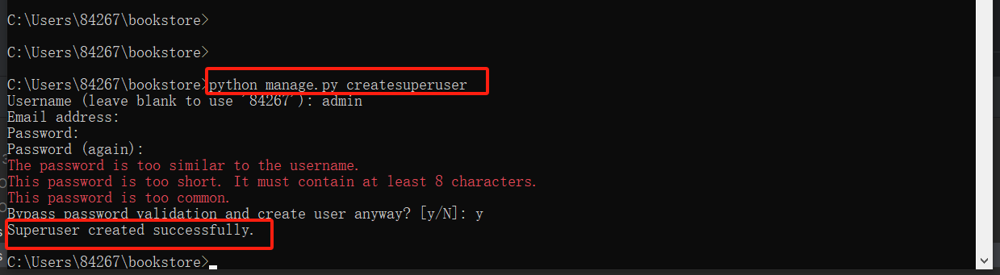 C:\Users\84267\bookstore>
C:\Users\84267\bookstore>
C:\Users\84267\bookstore>python manage.py createsuperuser
Username (leave blank to use '84267'): admin
Email address:
Password:
Password (again):
The password is too similar to the username.
This password is too short. It must contain at least 8 characters.
This password is too common.
Bypass password validation and create user anyway? [y/N]: y
Superuser created successfully.
C:\Users\84267\bookstore>